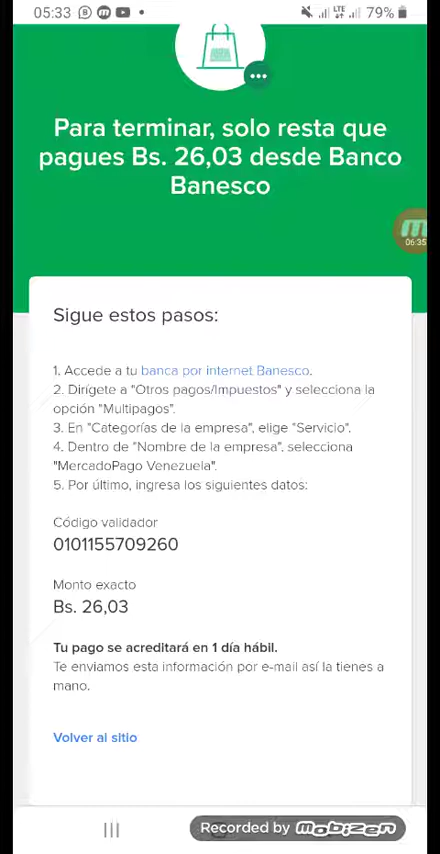 05:33
LTE
79%
Para terminar, solo resta que
pagues Bs. 26,03 desde Banco
Banesco
m
06:35
Sigue estos pasos:
1. Accede a tu banca por internet Banesco.
2. Dirígete a "Otros pagos/Impuestos" y selecciona la
opción "Multipagos".
3. En "Categorías de la empresa", elige "Servicio".
4. Dentro de "Nombre de la empresa", selecciona
"MercadoPago Venezuela".
5. Por último, ingresa los siguientes datos:
Código validador
0101155709260
Monto exacto
Bs. 26,03
Tu pago se acreditará en 1 día hábil.
Te enviamos esta información por e-mail así la tienes a
mano.
Volver al sitio
Recorded by mobizen